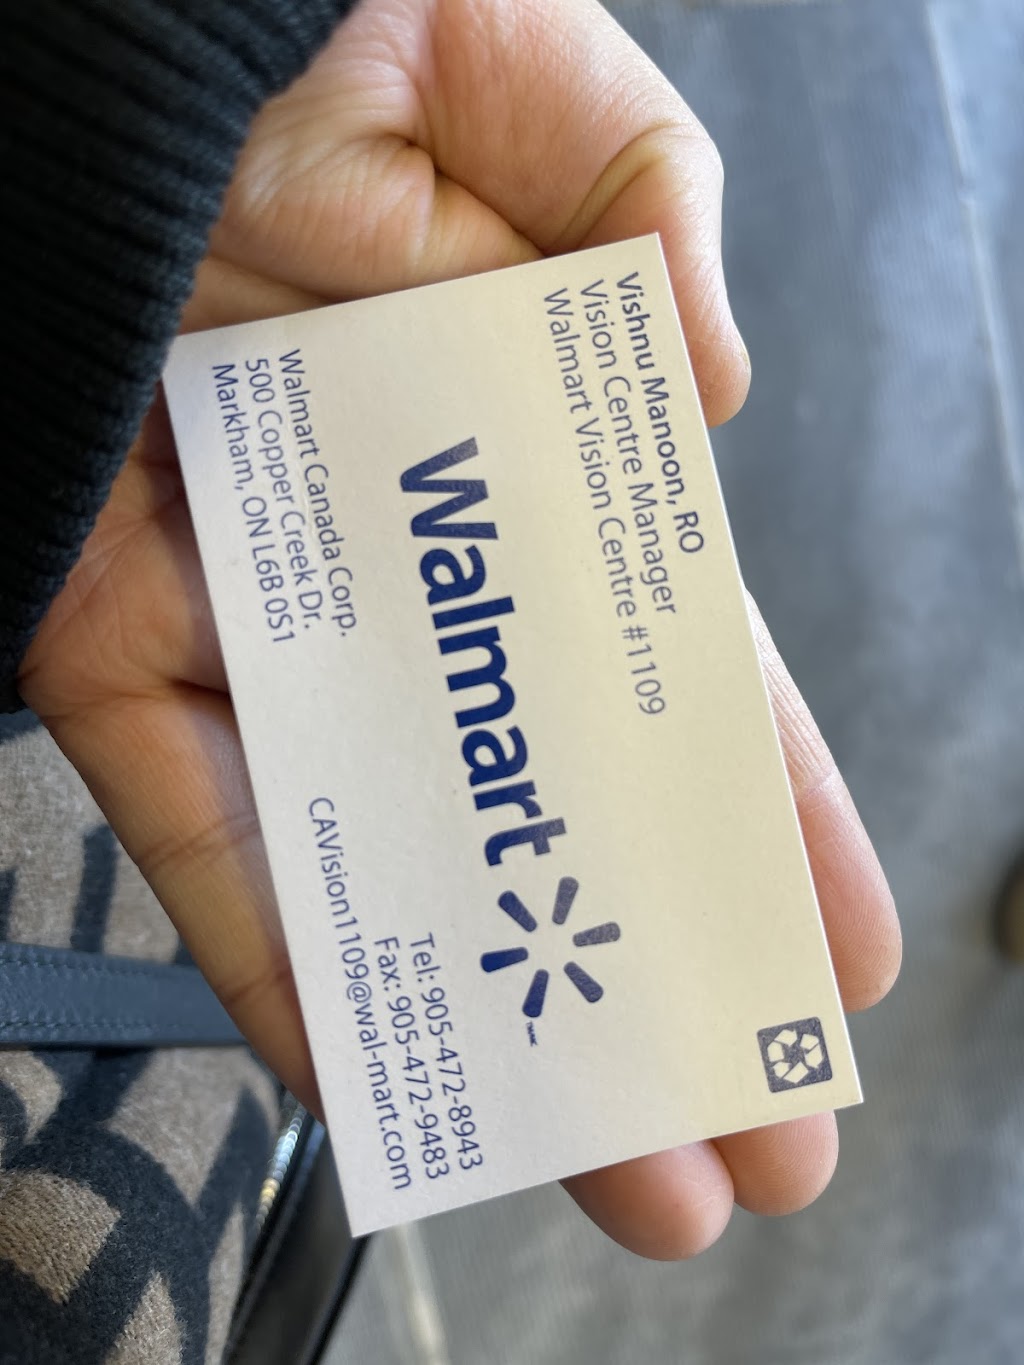 Vishnu Manoon, RO
Vision Centre Manager
Walmart Vision Centre #1109
Walmart
Walmart Canada Corp.
500 Copper Creek Dr.
Markham, ON L6B 0S1
Tel: 905-472-8943
Fax: 905-472-9483
CAVision1109@wal-mart.com